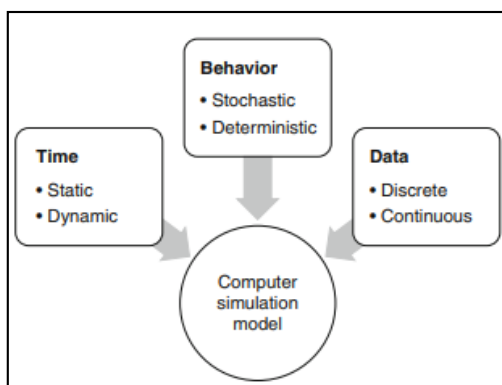 Behavior
• Stochastic
• Deterministic
Time
• Static
• Dynamic
Data
• Discrete
• Continuous
Computer
simulation
model